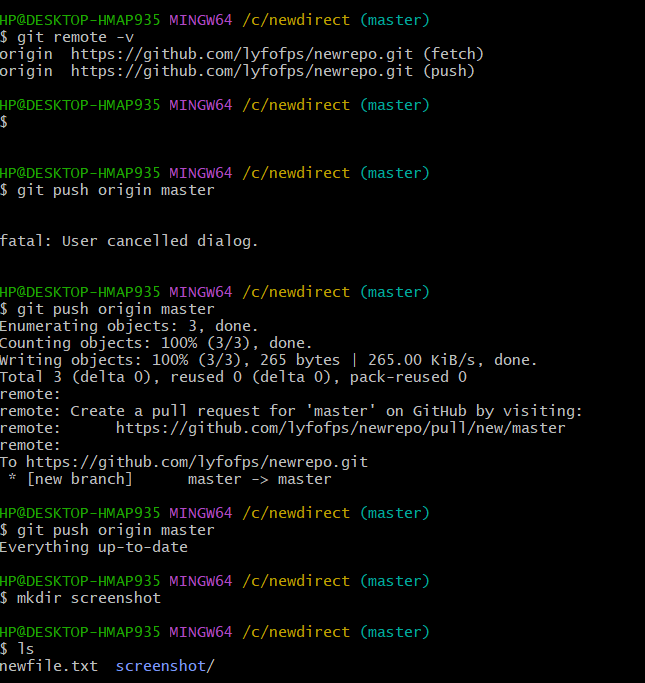 HP@DESKTOP-HMAP935 MINGW64 /c/newdirect (master)
$ git remote -v
origin  https://github.com/lyfofps/newrepo.git (fetch)
origin  https://github.com/lyfofps/newrepo.git (push)
HP@DESKTOP-HMAP935 MINGW64 /c/newdirect (master)
$
HP@DESKTOP-HMAP935 MINGW64 /c/newdirect (master)
$ git push origin master
fatal: User cancelled dialog.
HP@DESKTOP-HMAP935 MINGW64 /c/newdirect (master)
$ git push origin master
Enumerating objects: 3, done.
Counting objects: 100% (3/3), done.
Writing objects: 100% (3/3), 265 bytes | 265.00 KiB/s, done.
Total 3 (delta 0), reused 0 (delta 0), pack-reused 0
remote:
remote: Create a pull request for 'master' on GitHub by visiting:
remote:      https://github.com/lyfofps/newrepo/pull/new/master
remote:
To https://github.com/lyfofps/newrepo.git
 * [new branch]      master -> master
HP@DESKTOP-HMAP935 MINGW64 /c/newdirect (master)
$ git push origin master
Everything up-to-date
HP@DESKTOP-HMAP935 MINGW64 /c/newdirect (master)
$ mkdir screenshot
HP@DESKTOP-HMAP935 MINGW64 /c/newdirect (master)
$ ls
newfile.txt  screenshot/